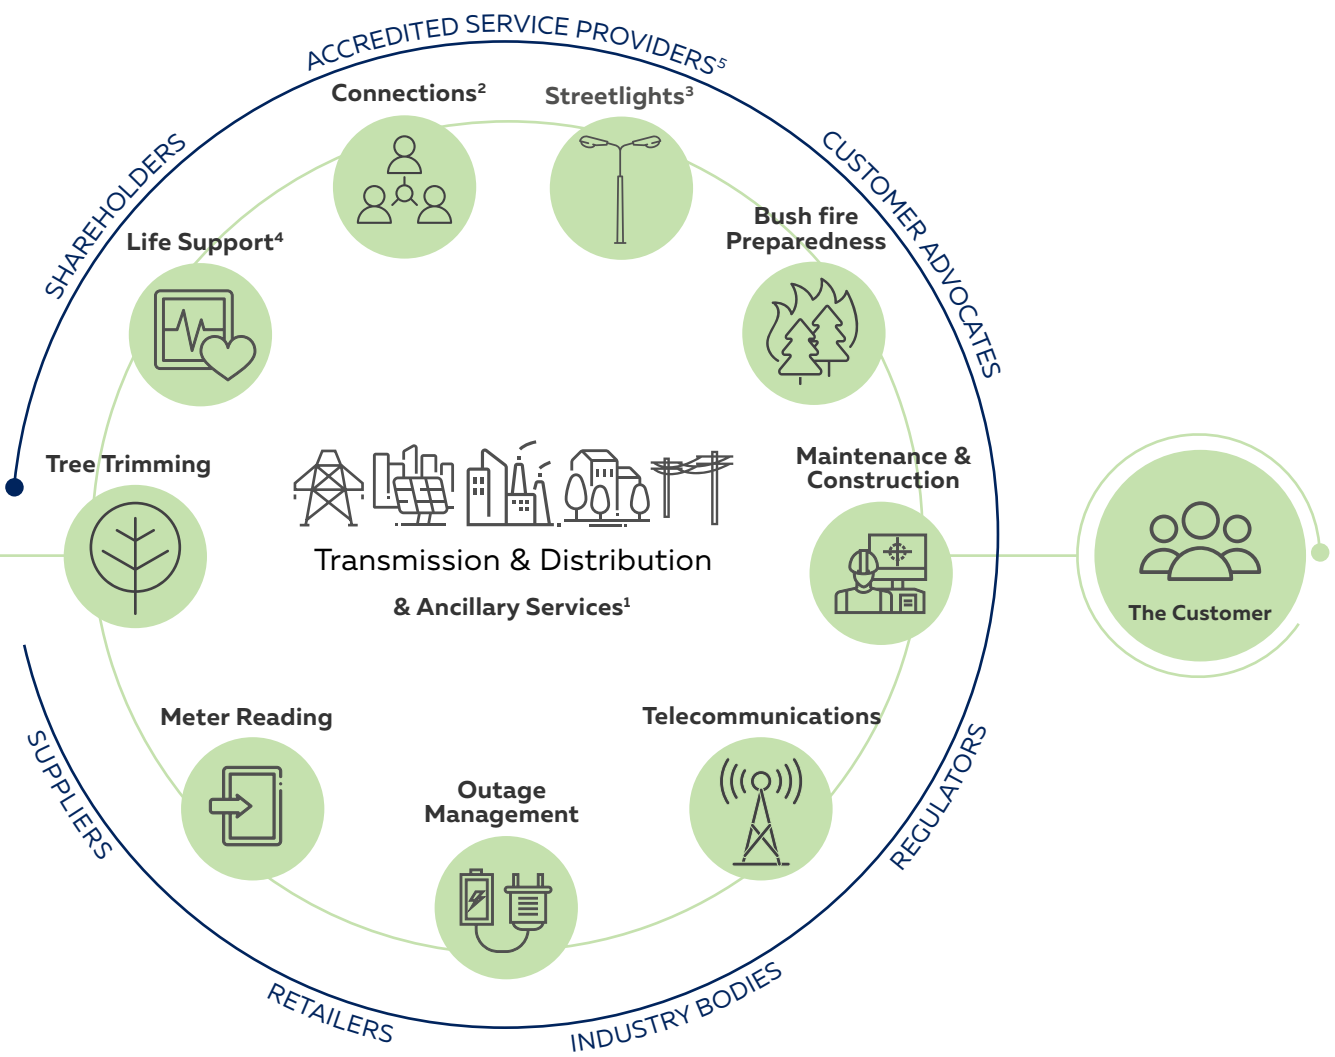 ACCREDITED SERVICE PROVIDERS⁵
Connections²
Streetlights³
SHAREHOLDERS
CUSTOMER ADVOCATES
Life Support⁴
Bush fire
Preparedness
Tree Trimming
Maintenance &
Construction
Transmission & Distribution
& Ancillary Services¹
The Customer
Meter Reading
Telecommunications
SUPPLIERS
REGULATORS
Outage
Management
RETAILERS
INDUSTRY BODIES